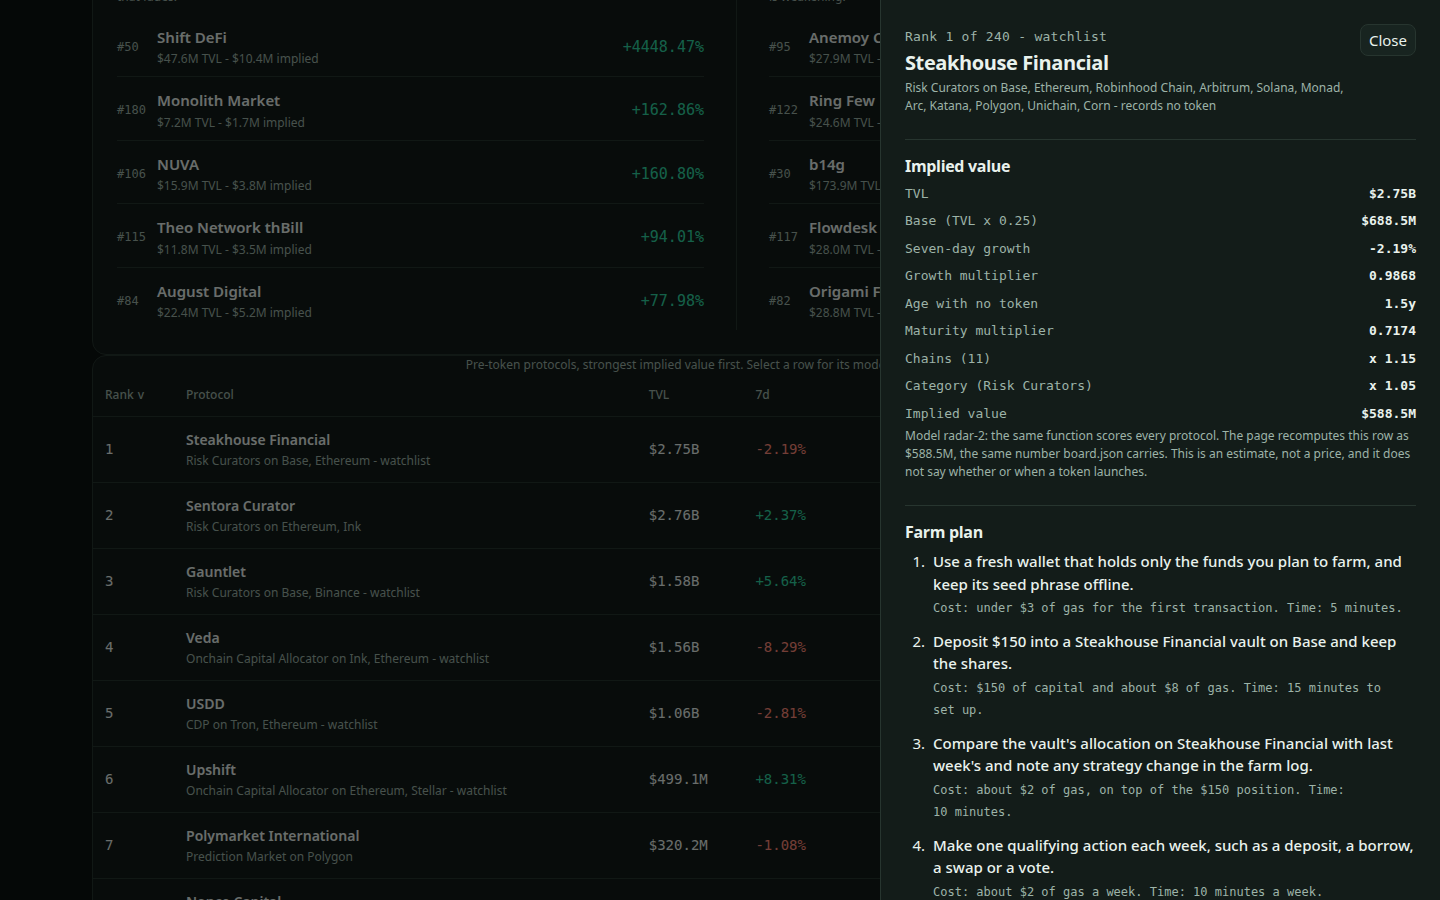 #50
Shift DeFi
$47.6M TVL - $10.4M implied
+4448.47%
#180
Monolith Market
$7.2M TVL - $1.7M implied
+162.86%
#106
NUVA
$15.9M TVL - $3.8M implied
+160.80%
#115
Theo Network thBill
$11.8M TVL - $3.5M implied
+94.01%
#84
August Digital
$22.4M TVL - $5.2M implied
+77.98%
#95
Anemoy
$27.9M TVL -
#122
Ring Few
$24.6M TVL -
#30
b14g
$173.9M TVL
#117
Flowdesk
$28.0M TVL -
#82
Origami
$28.8M TVL -
Pre-token protocols, strongest implied value first. Select a row for its
Rank v
Protocol
TVL
7d
1
Steakhouse Financial
Risk Curators on Base, Ethereum - watchlist
$2.75B
-2.19%
2
Sentora Curator
Risk Curators on Ethereum, Ink
$2.76B
+2.37%
3
Gauntlet
Risk Curators on Base, Binance - watchlist
$1.58B
+5.64%
4
Veda
Onchain Capital Allocator on Ink, Ethereum - watchlist
$1.56B
-8.29%
5
USDD
CDP on Tron, Ethereum - watchlist
$1.06B
-2.81%
6
Upshift
Onchain Capital Allocator on Ethereum, Stellar - watchlist
$499.1M
+8.31%
7
Polymarket International
Prediction Market on Polygon
$320.2M
-1.08%
Rank 1 of 240 - watchlist
Close
Steakhouse Financial
Risk Curators on Base, Ethereum, Robinhood Chain, Arbitrum, Solana, Monad,
Arc, Katana, Polygon, Unichain, Corn - records no token
Implied value
TVL
$2.75B
Base (TVL x 0.25)
$688.5M
Seven-day growth
-2.19%
Growth multiplier
0.9868
Age with no token
1.5y
Maturity multiplier
0.7174
Chains (11)
x 1.15
Category (Risk Curators)
x 1.05
Implied value
$588.5M
Model radar-2: the same function scores every protocol. The page recomputes this row as
$588.5M, the same number board.json carries. This is an estimate, not a price, and it does
not say whether or when a token launches.
Farm plan
1. Use a fresh wallet that holds only the funds you plan to farm, and
keep its seed phrase offline.
Cost: under $3 of gas for the first transaction. Time: 5 minutes.
2. Deposit $150 into a Steakhouse Financial vault on Base and keep
the shares.
Cost: $150 of capital and about $8 of gas. Time: 15 minutes to
set up.
3. Compare the vault's allocation on Steakhouse Financial with last
week's and note any strategy change in the farm log.
Cost: about $2 of gas, on top of the $150 position. Time:
10 minutes.
4. Make one qualifying action each week, such as a deposit, a borrow,
a swap or a vote.
Cost: about $2 of gas a week. Time: 10 minutes a week.